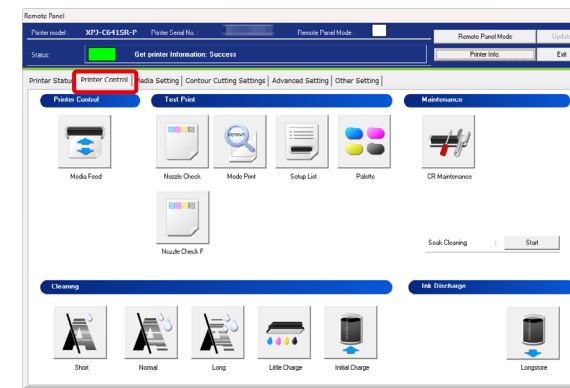 Remote Panel
Printer model : XPJ-C641SR-P Printer Serial No. : Remote Panel Mode : Remote Panel Mode Update
Status: Get printer Information: Success Printer Info. Exit
Printer Status Printer Control Media Setting Contour Cutting Settings Advanced Setting Other Setting
Printer Control Test Print Maintenance
Media Feed Nozzle Check Mode Print Setup List Palette CR Maintenance
Nozzle Check F
Soak Cleaning : Start
Cleaning Ink Discharge
Short Normal Long Little Charge Initial Charge Longstore